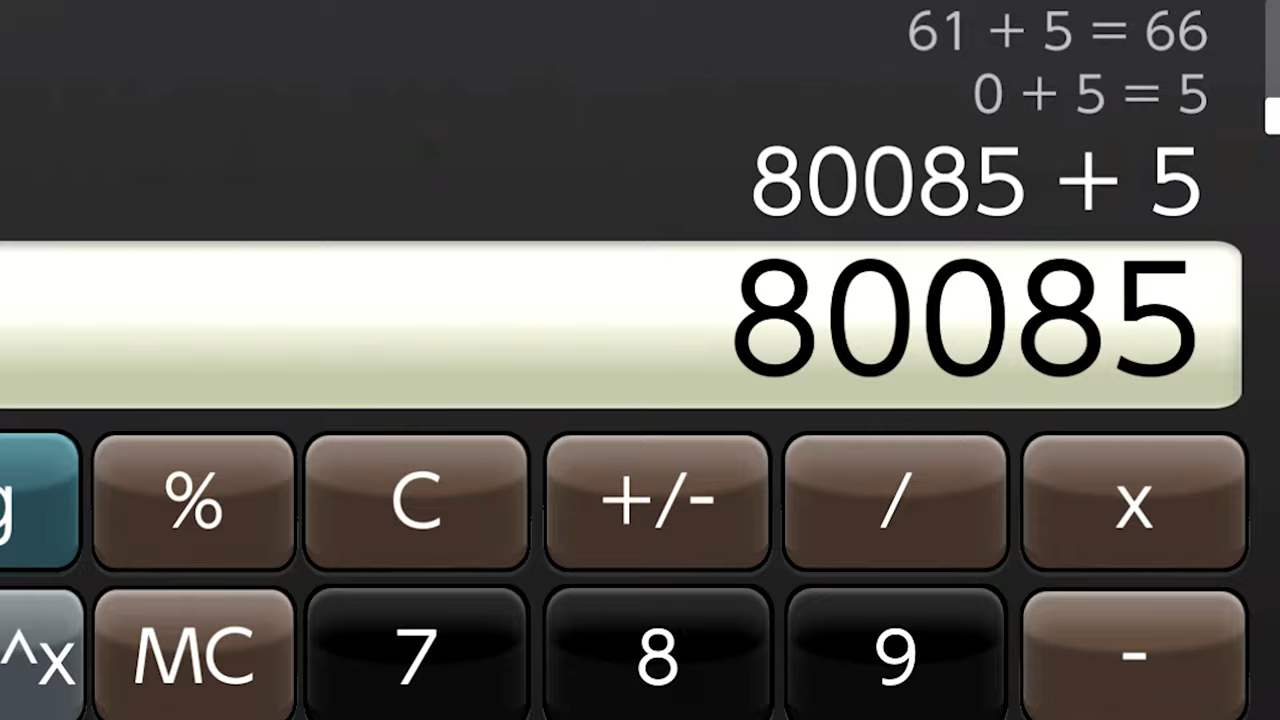 61 + 5 = 66
0 + 5 = 5
80085 + 5
80085
g % C +/- / x
^x MC 7 8 9 -